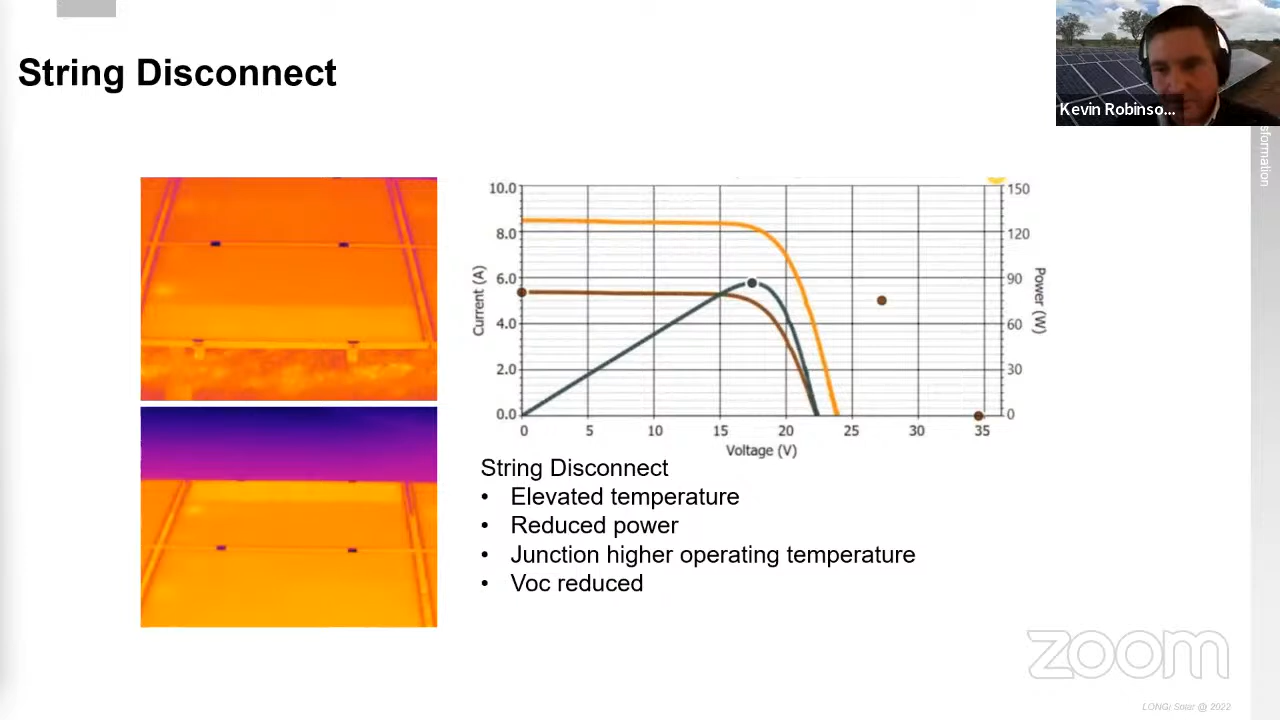 String Disconnect
Kevin Robinso...
sformation
10.0
8.0
6.0
4.0
2.0
0.0
Current (A)
150
120
90
60
30
0
Power (W)
0 5 10 15 20 25 30 35
Voltage (V)
String Disconnect
• Elevated temperature
• Reduced power
• Junction higher operating temperature
• Voc reduced
zoom
LONGi Solar @ 2022